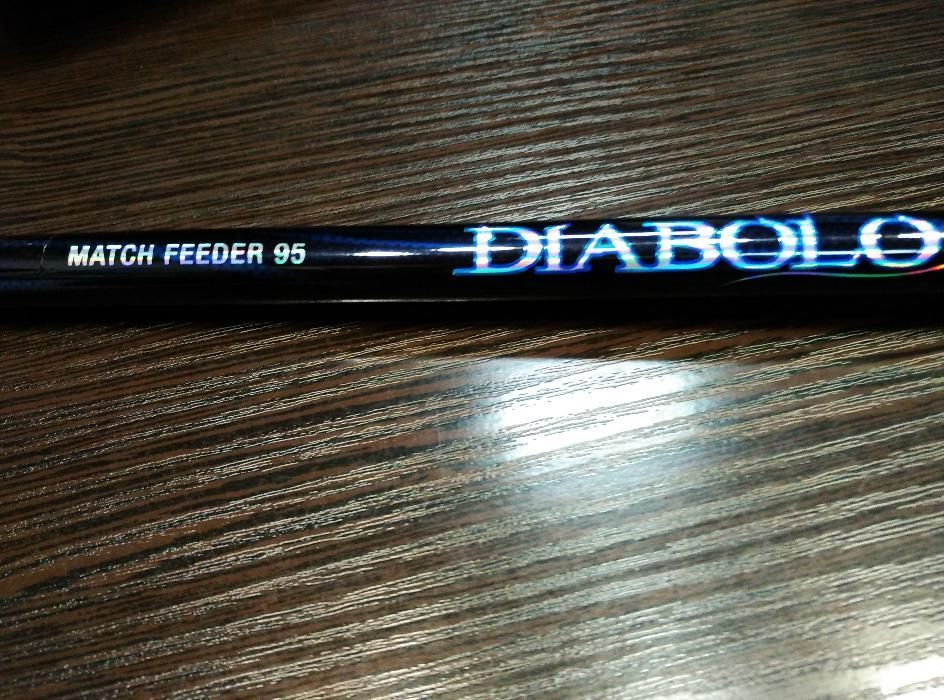 MATCH FEEDER 95 DIABOLO